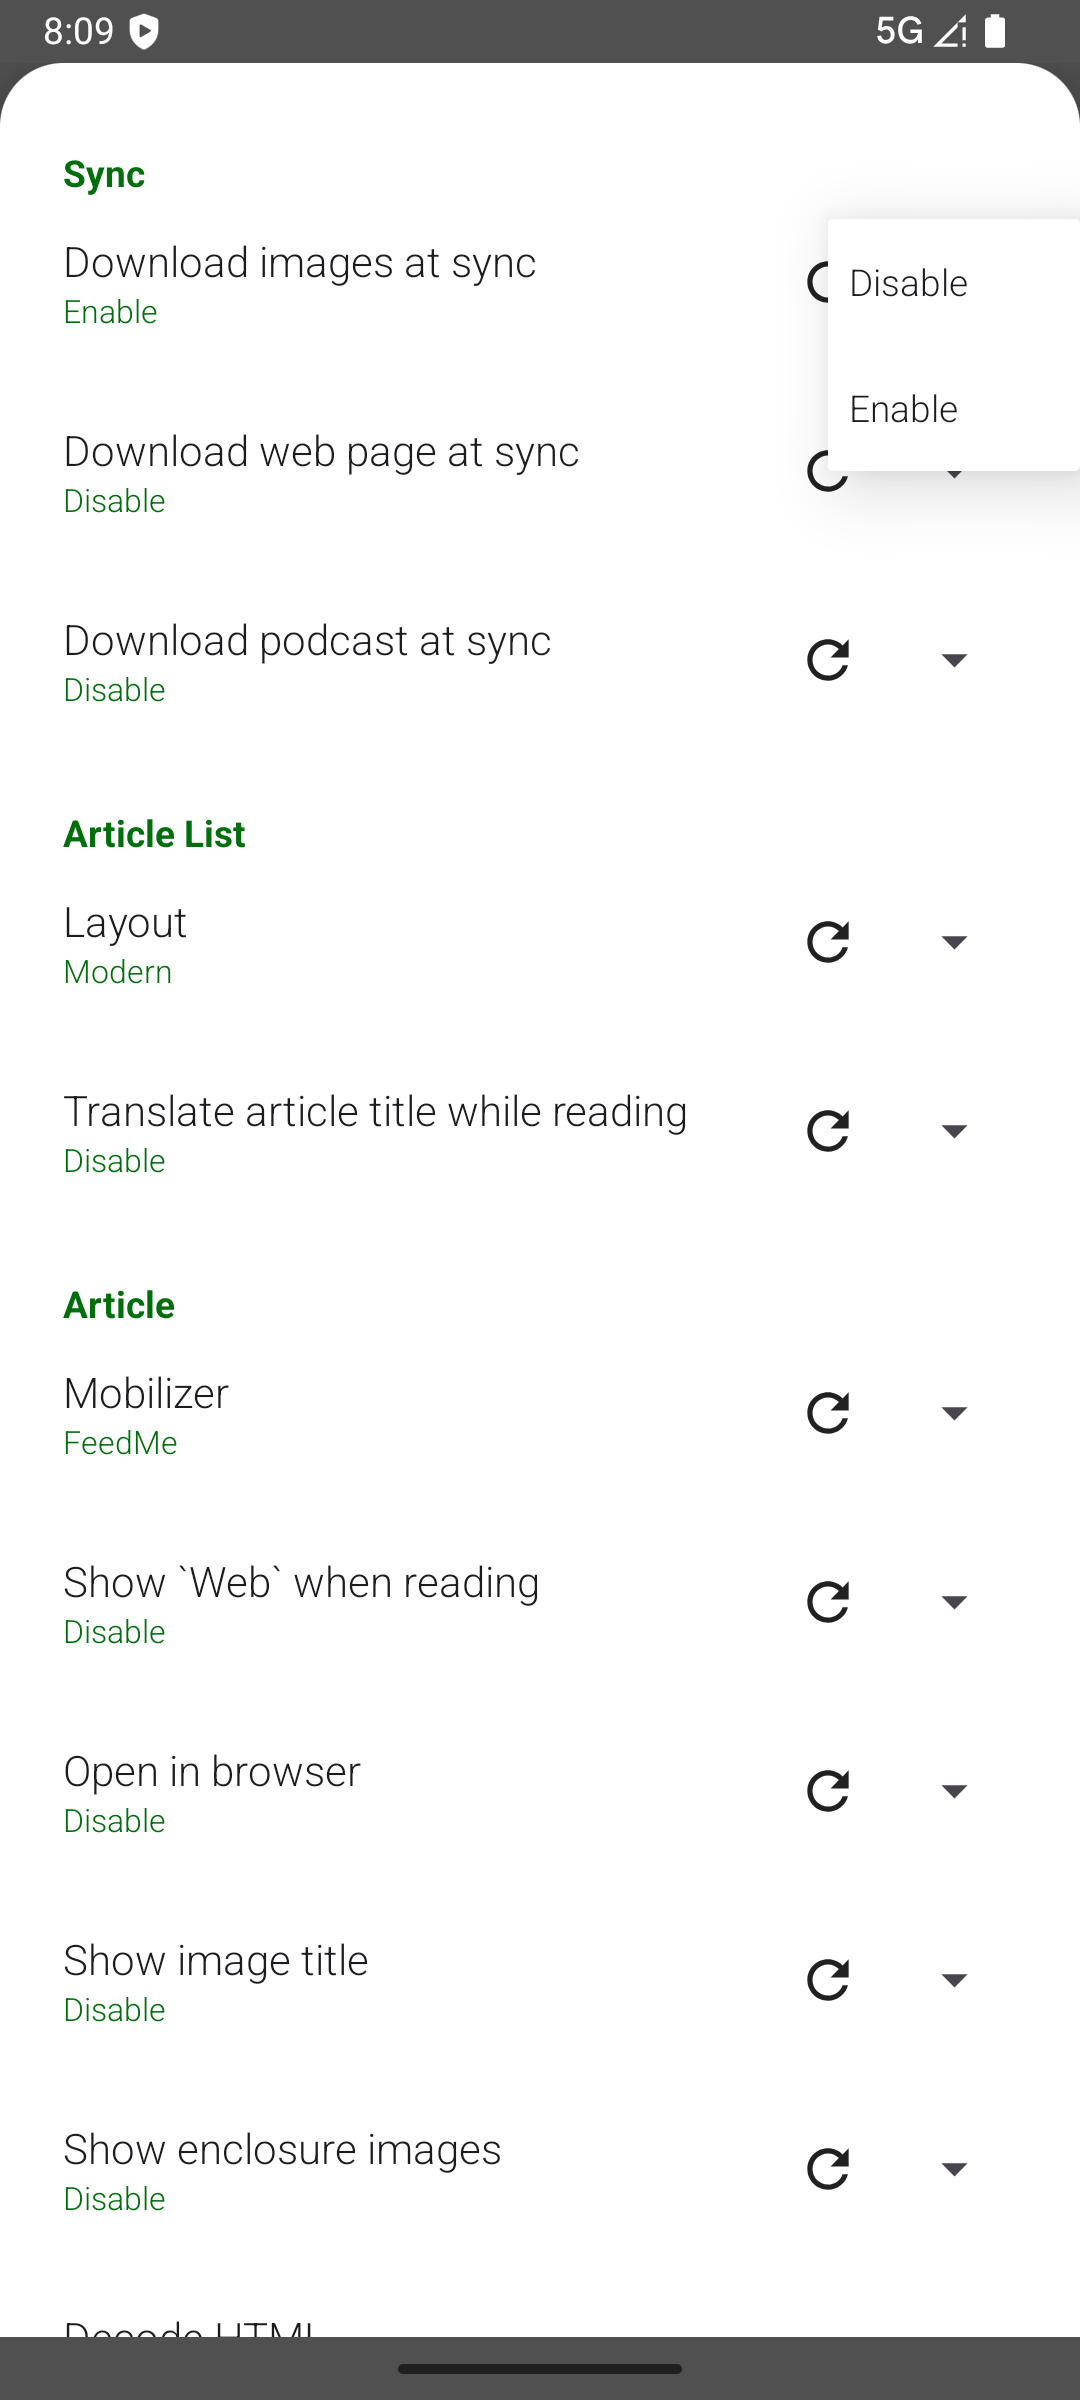 8:09
5G
Sync
Download images at sync
Enable
Disable
Enable
Download web page at sync
Disable
Download podcast at sync
Disable
Article List
Layout
Modern
Translate article title while reading
Disable
Article
Mobilizer
FeedMe
Show `Web` when reading
Disable
Open in browser
Disable
Show image title
Disable
Show enclosure images
Disable
Decode HTML